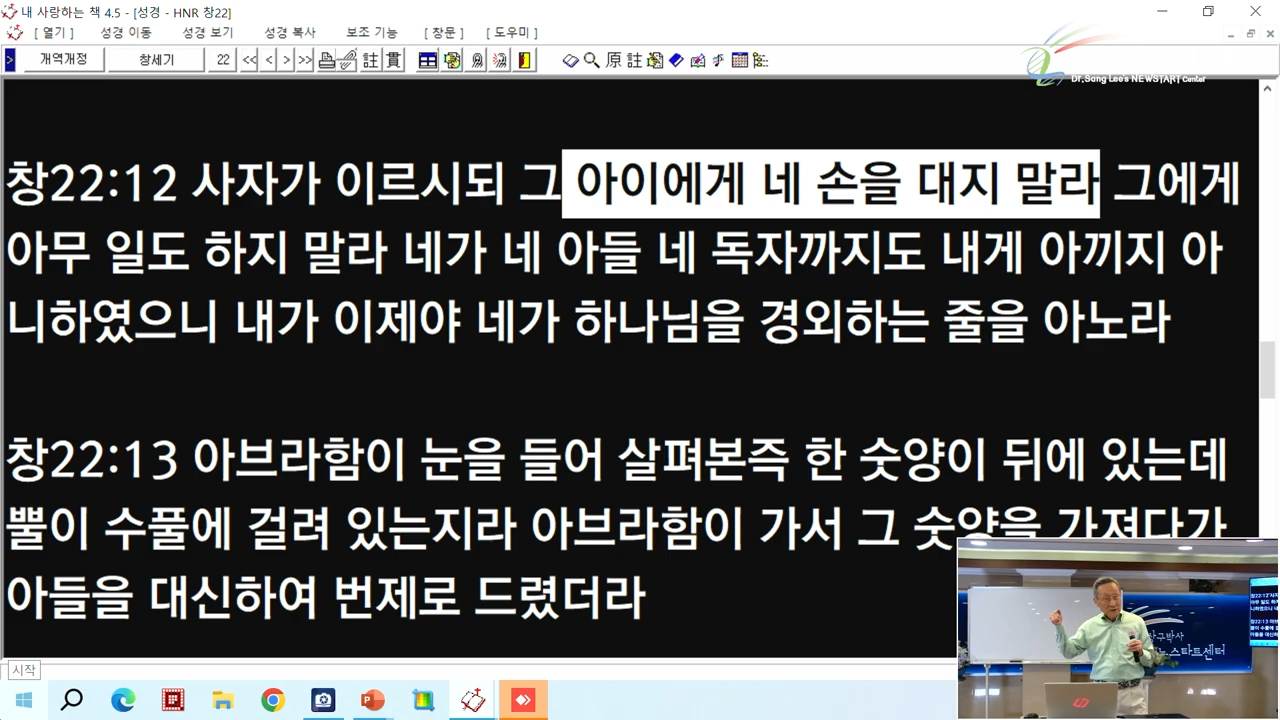 내 사랑하는 책 4.5 - [성경 - HNR 창22]
[ 열기 ] 성경 이동 성경 보기 성경 복사 보조 기능 [ 창문 ] [ 도우미 ]
> 개역개정 창세기 22 << < > >> 註 貫 原 註
Dr.Sang Lee's NEWSTART Center
창22:12 사자가 이르시되 그 아이에게 네 손을 대지 말라 그에게
아무 일도 하지 말라 네가 네 아들 네 독자까지도 내게 아끼지 아
니하였으니 내가 이제야 네가 하나님을 경외하는 줄을 아노라
창22:13 아브라함이 눈을 들어 살펴본즉 한 숫양이 뒤에 있는데
뿔이 수풀에 걸려 있는지라 아브라함이 가서 그 숫양을 가져다가
아들을 대신하여 번제로 드렸더라
시작